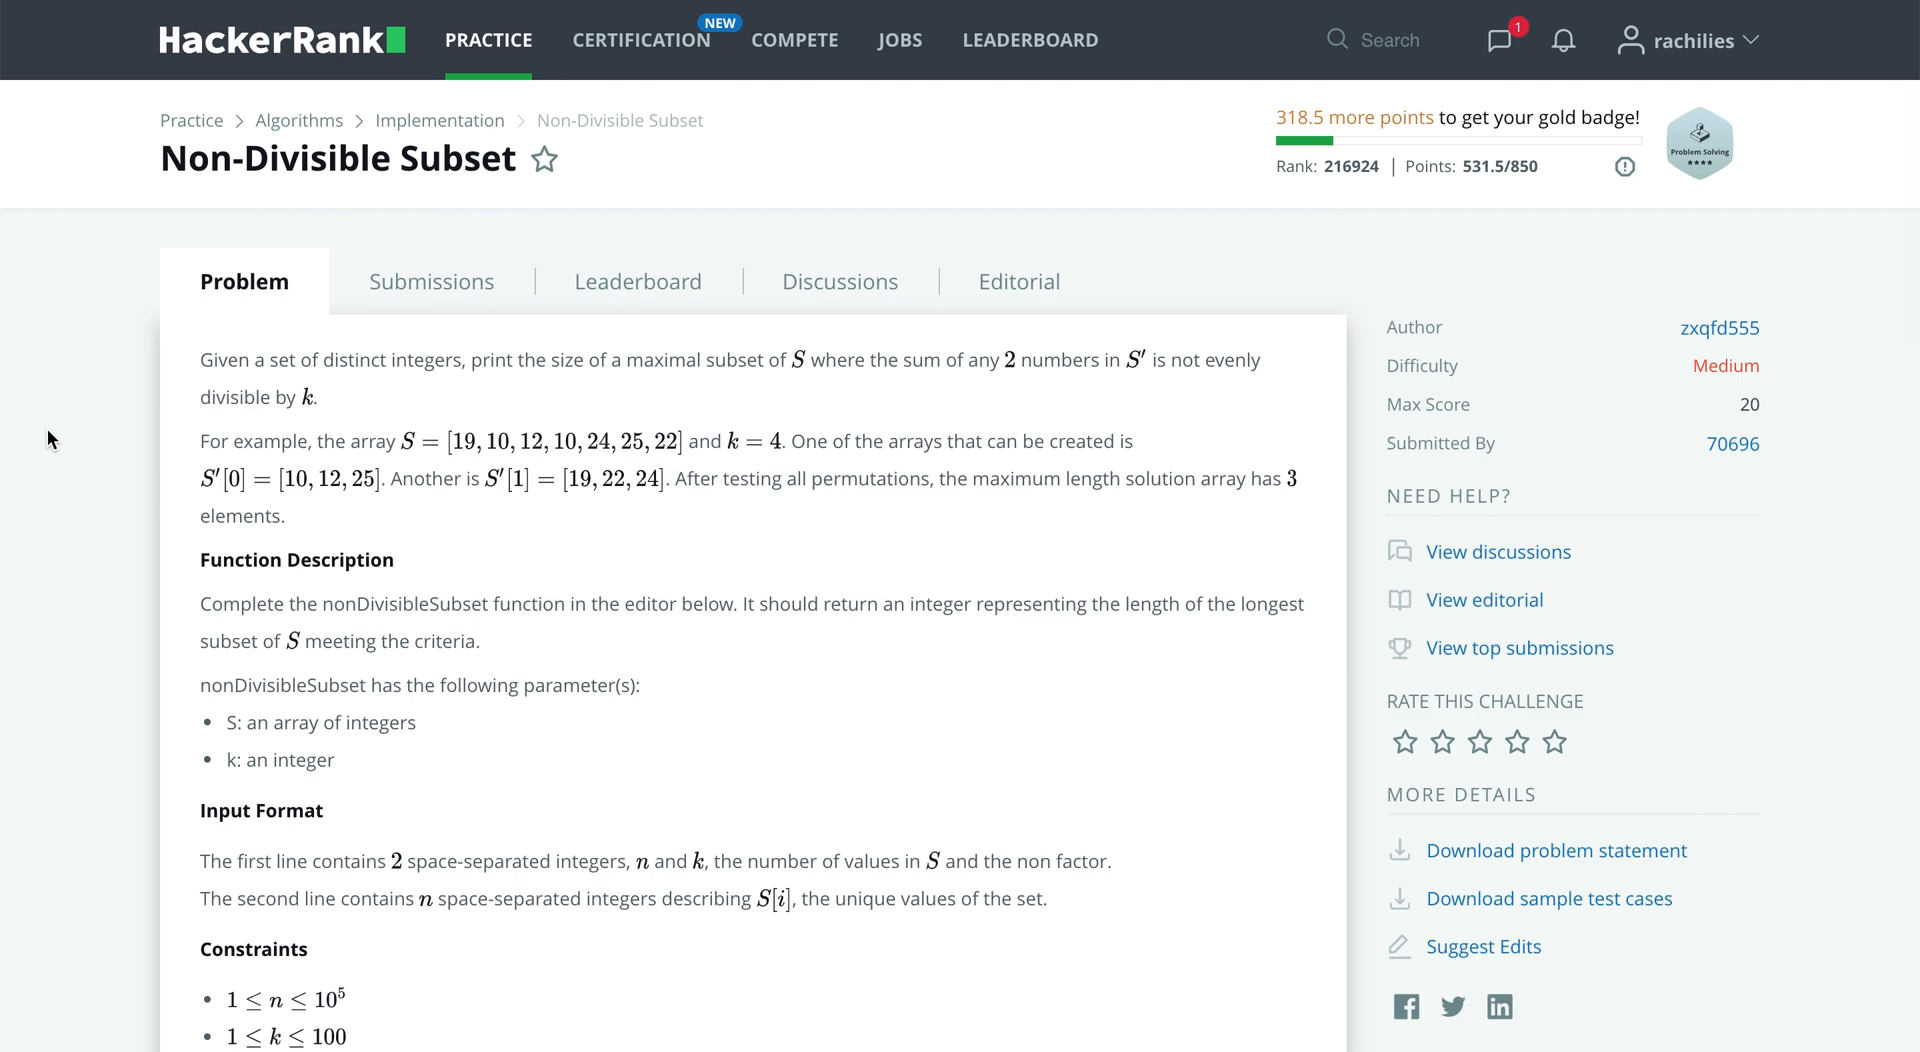 HackerRank
PRACTICE
CERTIFICATION
NEW
COMPETE
JOBS
LEADERBOARD
Search
1
rachilies
Practice > Algorithms > Implementation > Non-Divisible Subset
Non-Divisible Subset
318.5 more points to get your gold badge!
Rank: 216924 | Points: 531.5/850
Problem Solving
Problem
Submissions
Leaderboard
Discussions
Editorial
Given a set of distinct integers, print the size of a maximal subset of S where the sum of any 2 numbers in S′ is not evenly
divisible by k.
For example, the array S = [19, 10, 12, 10, 24, 25, 22] and k = 4. One of the arrays that can be created is
S′[0] = [10, 12, 25]. Another is S′[1] = [19, 22, 24]. After testing all permutations, the maximum length solution array has 3
elements.
Function Description
Complete the nonDivisibleSubset function in the editor below. It should return an integer representing the length of the longest
subset of S meeting the criteria.
nonDivisibleSubset has the following parameter(s):
• S: an array of integers
• k: an integer
Input Format
The first line contains 2 space-separated integers, n and k, the number of values in S and the non factor.
The second line contains n space-separated integers describing S[i], the unique values of the set.
Constraints
• 1 ≤ n ≤ 10⁵
• 1 ≤ k ≤ 100
Author zxqfd555
Difficulty Medium
Max Score 20
Submitted By 70696
NEED HELP?
View discussions
View editorial
View top submissions
RATE THIS CHALLENGE
MORE DETAILS
Download problem statement
Download sample test cases
Suggest Edits